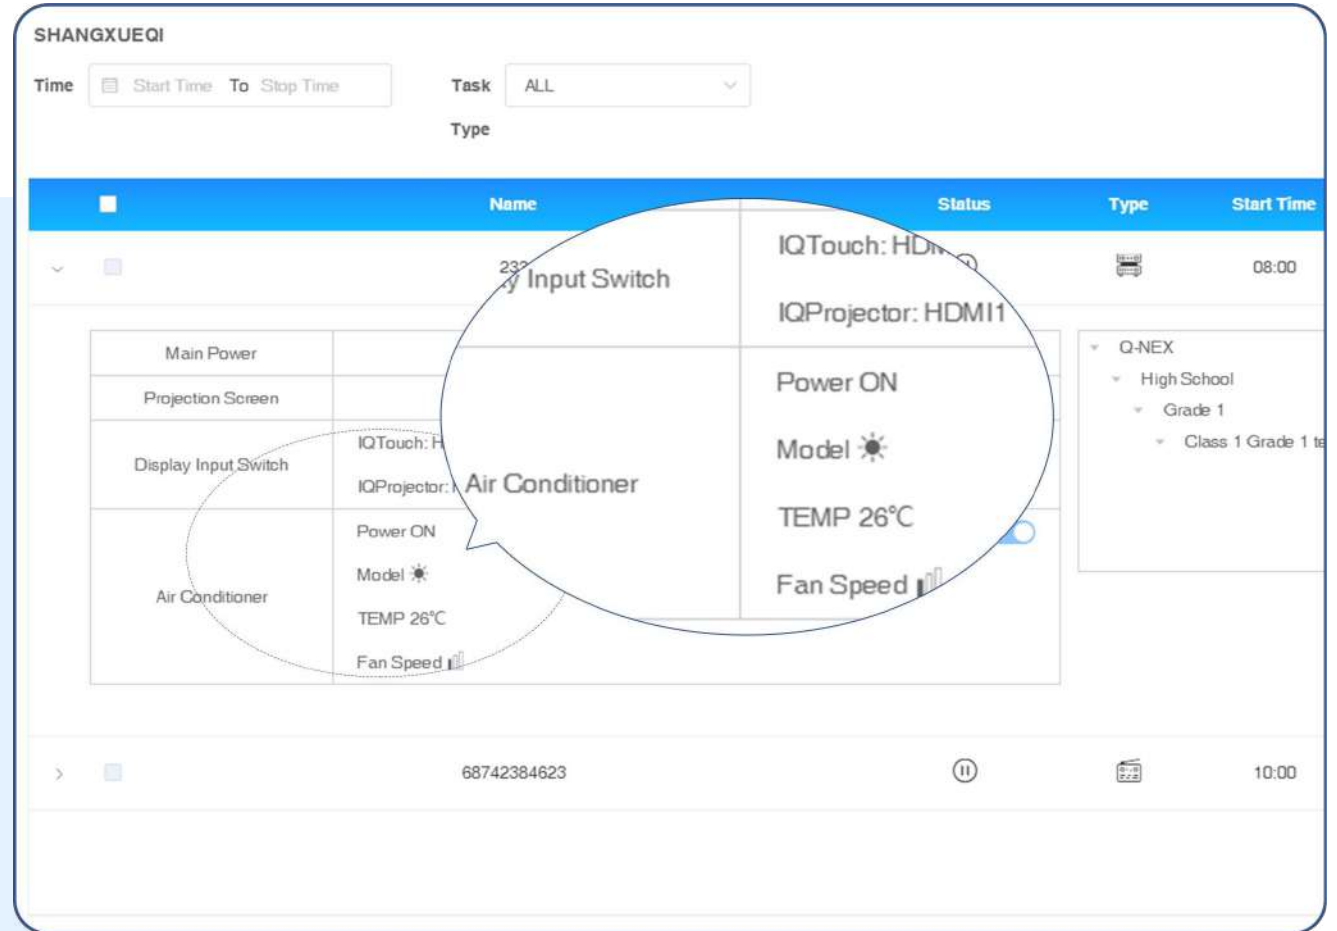 SHANGXUEQI
Time Start Time To Stop Time Task ALL
Type
Name Status Type Start Time
08:00
Input Switch
IQTouch:
IQProjector: HDMI1
Air Conditioner
Power ON
Model
TEMP 26°C
Fan Speed
Main Power
Projection Screen
Display Input Switch
IQTouch:
IQProjector:
Air Conditioner
Power ON
Model
TEMP 26°C
Fan Speed
Q-NEX
High School
Grade 1
Class 1 Grade 1
68742384623 10:00